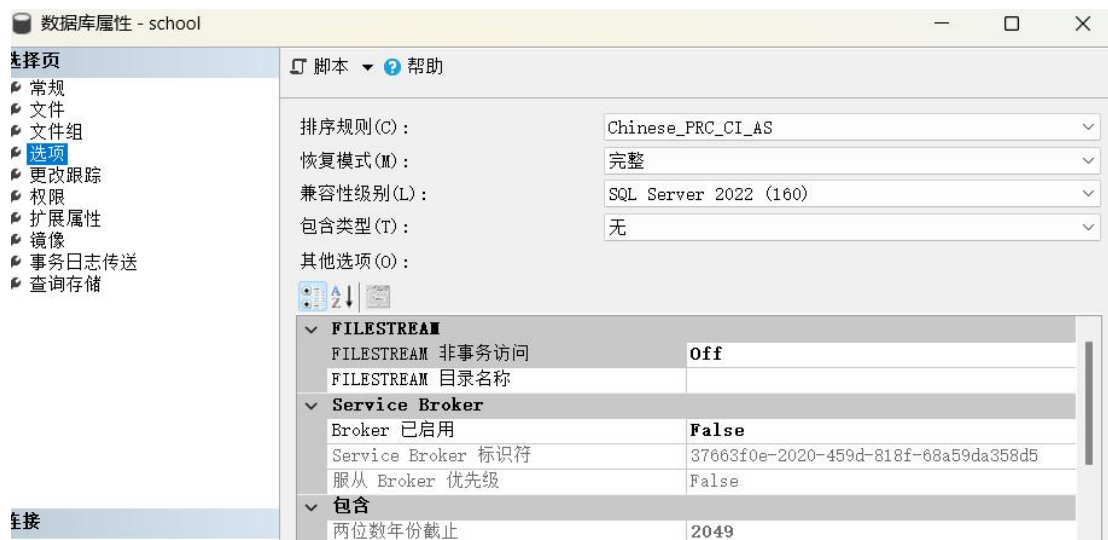 数据库属性 - school
选择页
常规
文件
文件组
选项
更改跟踪
权限
扩展属性
镜像
事务日志传送
查询存储
连接
脚本 帮助
排序规则(C): Chinese_PRC_CI_AS
恢复模式(M): 完整
兼容性级别(L): SQL Server 2022 (160)
包含类型(T): 无
其他选项(O):
FILESTREAM
FILESTREAM 非事务访问 Off
FILESTREAM 目录名称
Service Broker
Broker 已启用 False
Service Broker 标识符 37663f0e-2020-459d-818f-68a59da358d5
服从 Broker 优先级 False
包含
两位数年份截止 2049